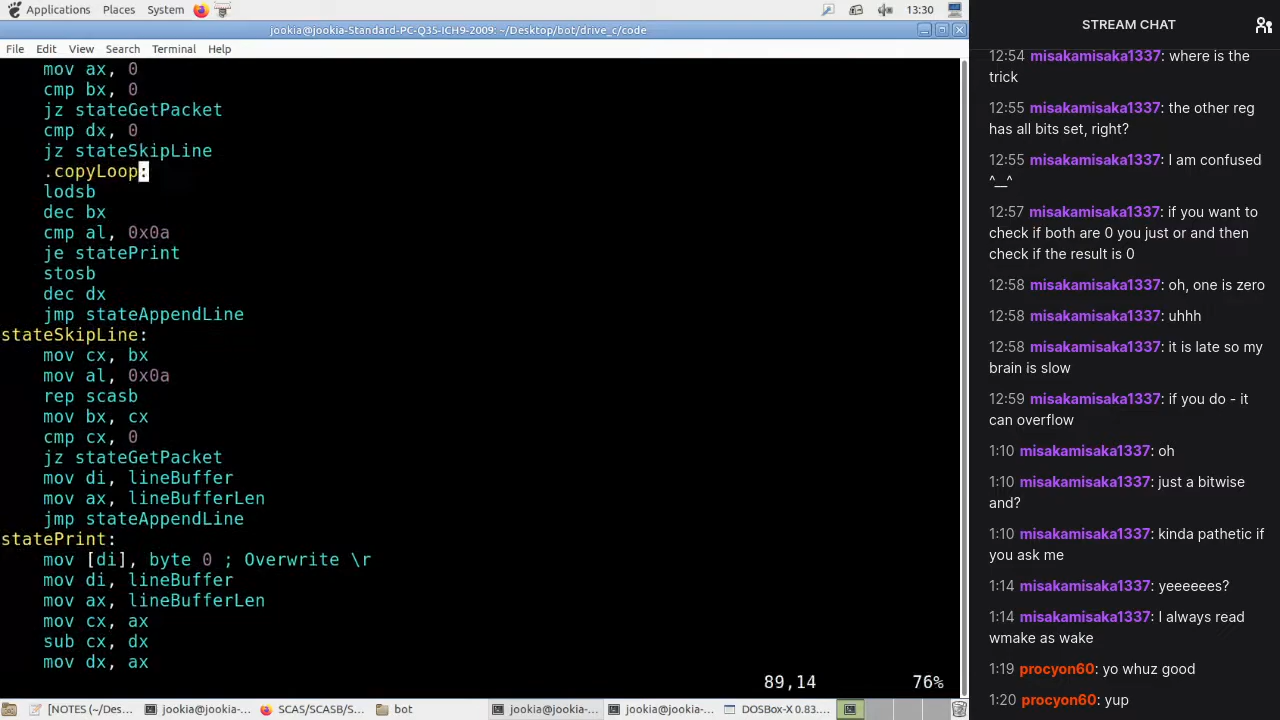 Applications Places System 13:30
jookia@jookia-Standard-PC-Q35-ICH9-2009: ~/Desktop/bot/drive_c/code
File Edit View Search Terminal Help
mov ax, 0
cmp bx, 0
jz stateGetPacket
cmp dx, 0
jz stateSkipLine
.copyLoop:
lodsb
dec bx
cmp al, 0x0a
je statePrint
stosb
dec dx
jmp stateAppendLine
stateSkipLine:
mov cx, bx
mov al, 0x0a
rep scasb
mov bx, cx
cmp cx, 0
jz stateGetPacket
mov di, lineBuffer
mov ax, lineBufferLen
jmp stateAppendLine
statePrint:
mov [di], byte 0 ; Overwrite \r
mov di, lineBuffer
mov ax, lineBufferLen
mov cx, ax
sub cx, dx
mov dx, ax
89,14 76%
[NOTES (~/Des... jookia@jookia-... SCAS/SCASB/S... bot jookia@jookia-... jookia@jookia-... DOSBox-X 0.83....
STREAM CHAT
12:54 misakamisaka1337: where is the
trick
12:55 misakamisaka1337: the other reg
has all bits set, right?
12:55 misakamisaka1337: I am confused
^__^
12:57 misakamisaka1337: if you want to
check if both are 0 you just or and then
check if the result is 0
12:58 misakamisaka1337: oh, one is zero
12:58 misakamisaka1337: uhhh
12:58 misakamisaka1337: it is late so my
brain is slow
12:59 misakamisaka1337: if you do - it
can overflow
1:10 misakamisaka1337: oh
1:10 misakamisaka1337: just a bitwise
and?
1:10 misakamisaka1337: kinda pathetic if
you ask me
1:14 misakamisaka1337: yeeeeees?
1:14 misakamisaka1337: I always read
wmake as wake
1:19 procyon60: yo whuz good
1:20 procyon60: yup